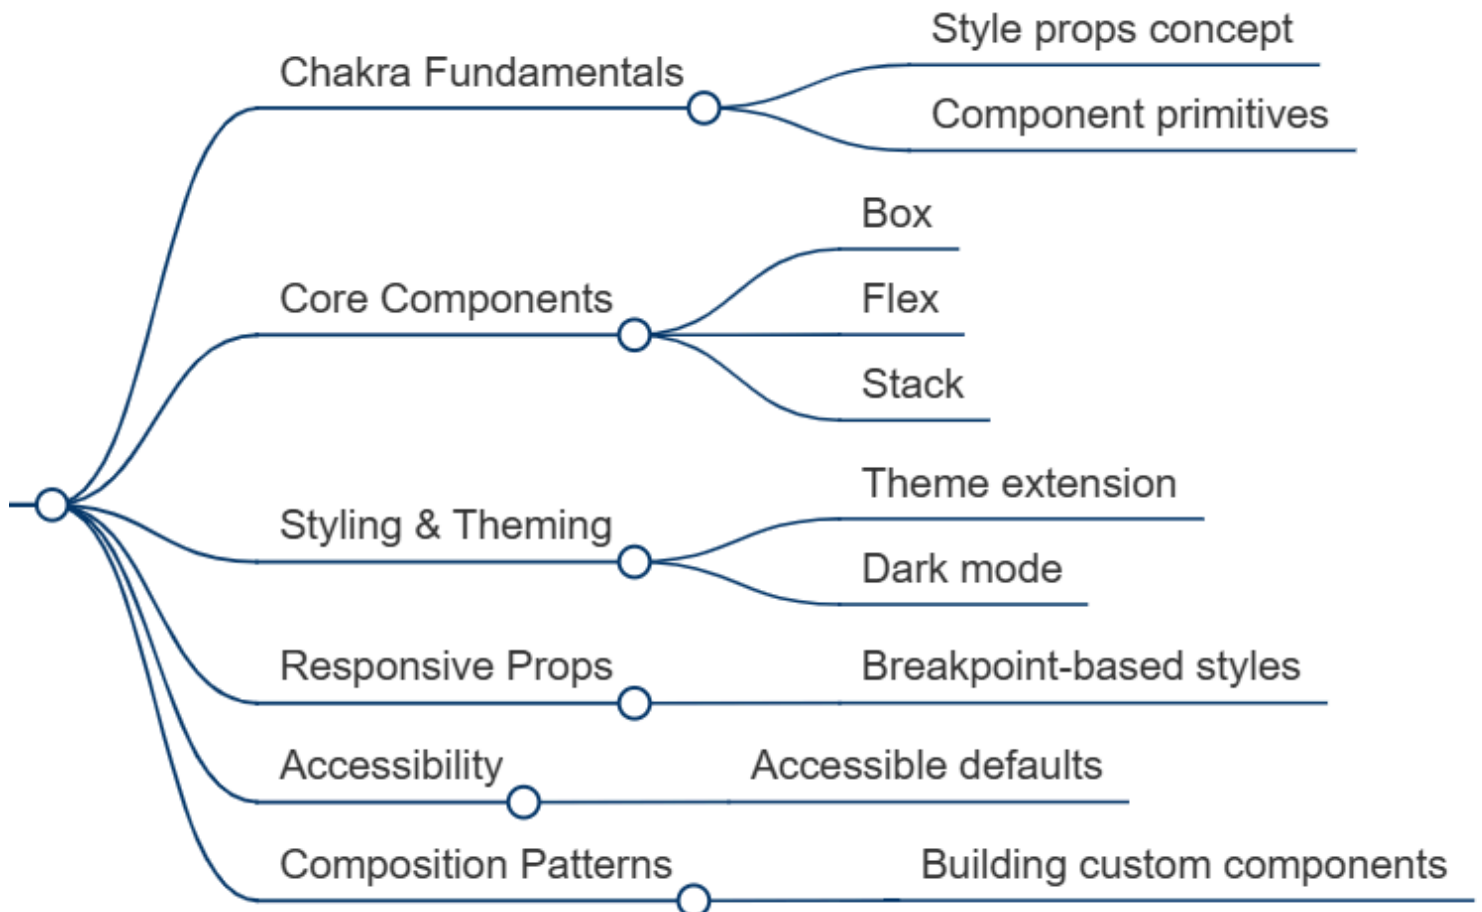 Chakra Fundamentals
Style props concept
Component primitives
Core Components
Box
Flex
Stack
Styling & Theming
Theme extension
Dark mode
Responsive Props
Breakpoint-based styles
Accessibility
Accessible defaults
Composition Patterns
Building custom components